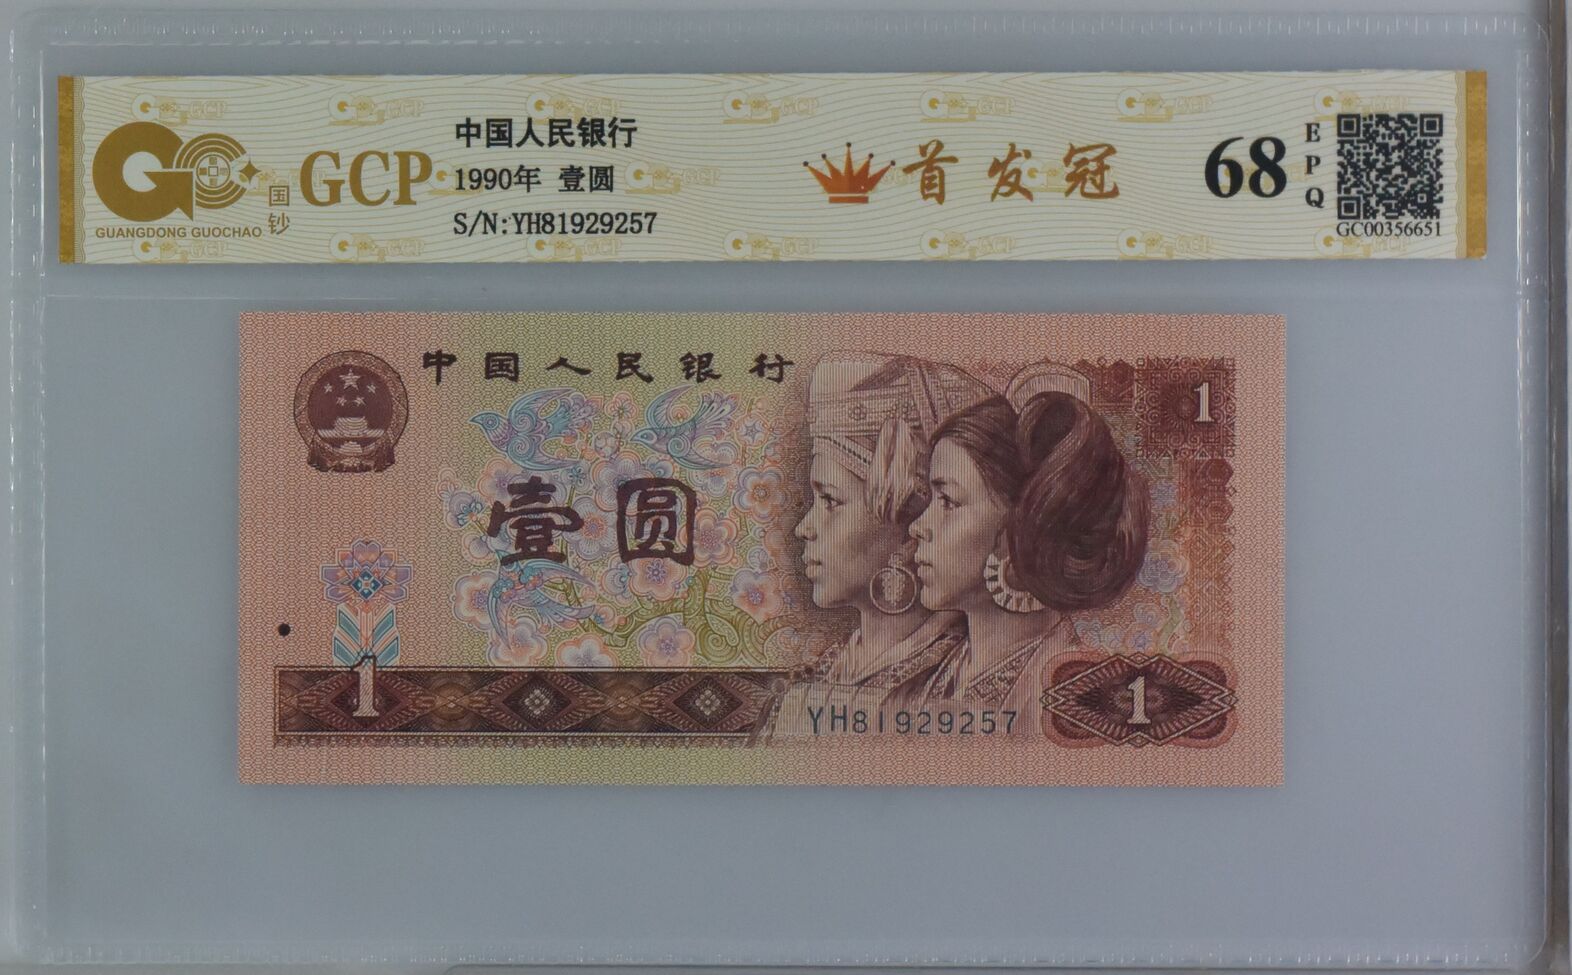 GCP
国钞
GUANGDONG GUOCHAO
中国人民银行
1990年 壹圆
S/N:YH81929257
首发冠
68
EPQ
GC00356651
中国人民银行
1
壹圆
1
YH81929257
1